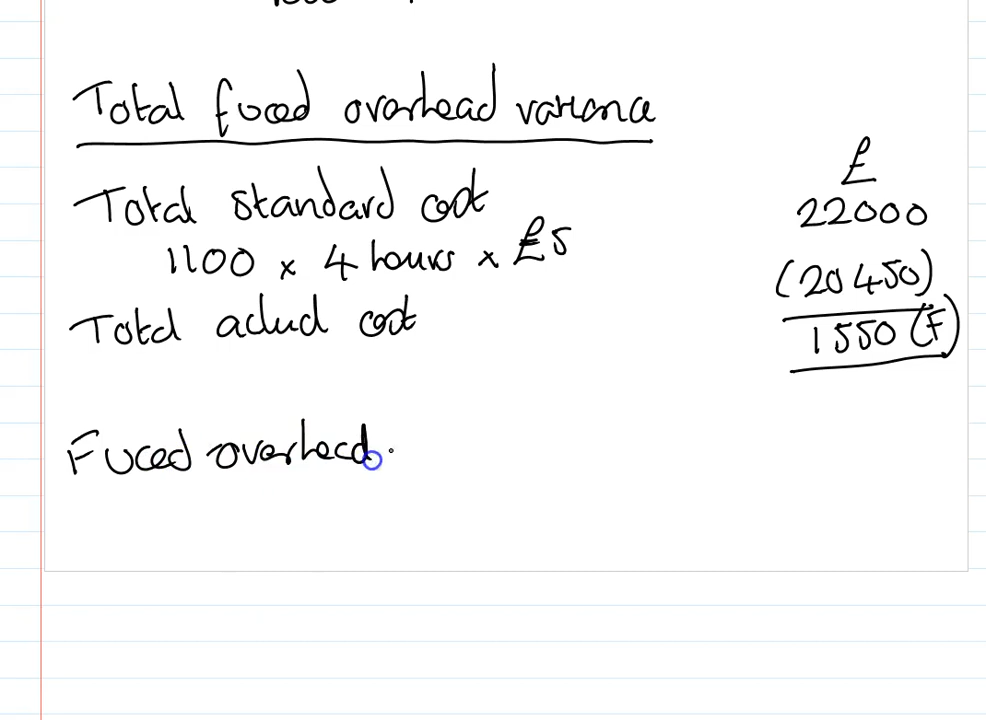 Total fixed overhead variance
£
Total standard cost 22000
1100 x 4 hours x £5
(20450)
Total actual cost
1550 (F)
Fixed overhead